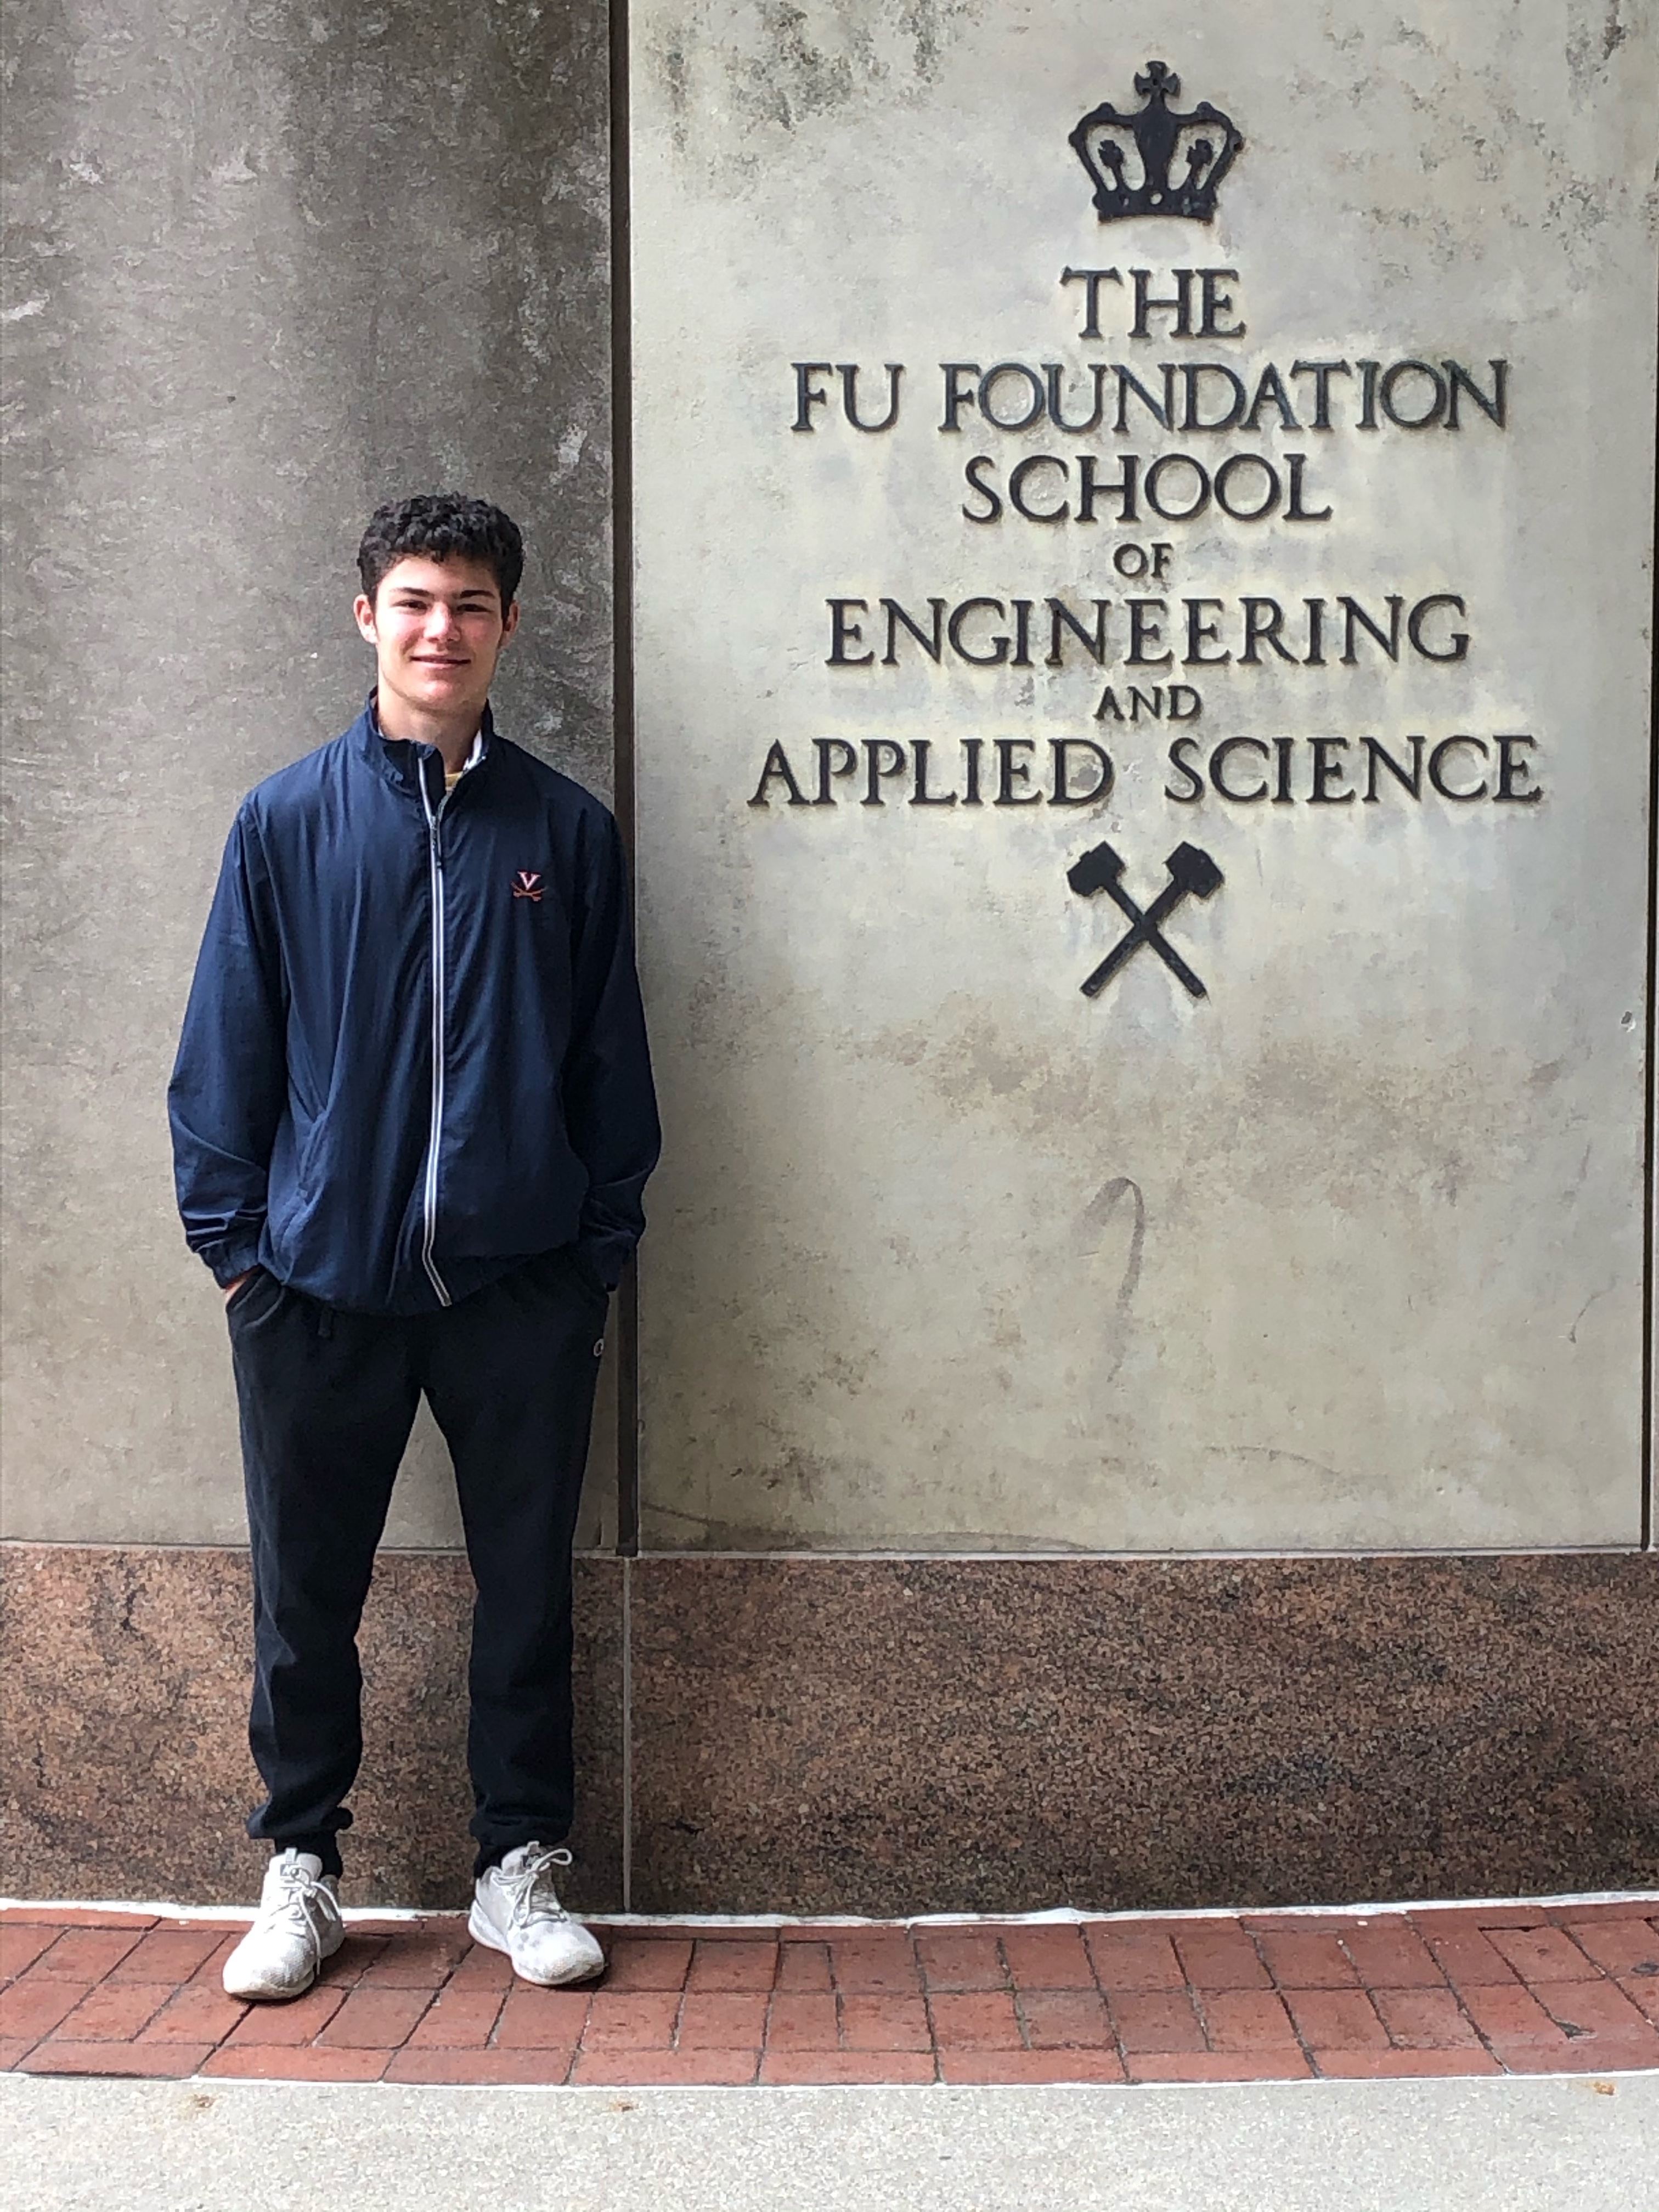 THE
FU FOUNDATION
SCHOOL
OF
ENGINEERING
AND
APPLIED SCIENCE
V